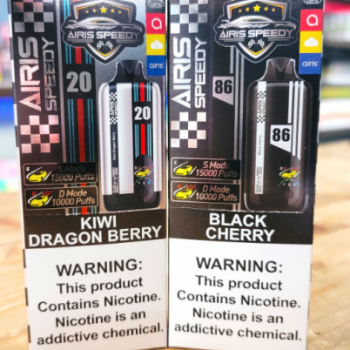 AIRIS SPEEDY
AIRIS
SPEEDY
20
20
S Mode
15000 Puffs
D Mode
10000 Puffs
KIWI
DRAGON BERRY
WARNING:
This product
Contains Nicotine.
Nicotine is an
addictive chemical.
AIRIS SPEEDY
airis
AIRIS
SPEEDY
86
86
S Mode
15000 Puffs
D Mode
10000 Puffs
BLACK
CHERRY
WARNING:
This product
Contains Nicotine.
Nicotine is an
addictive chemical.